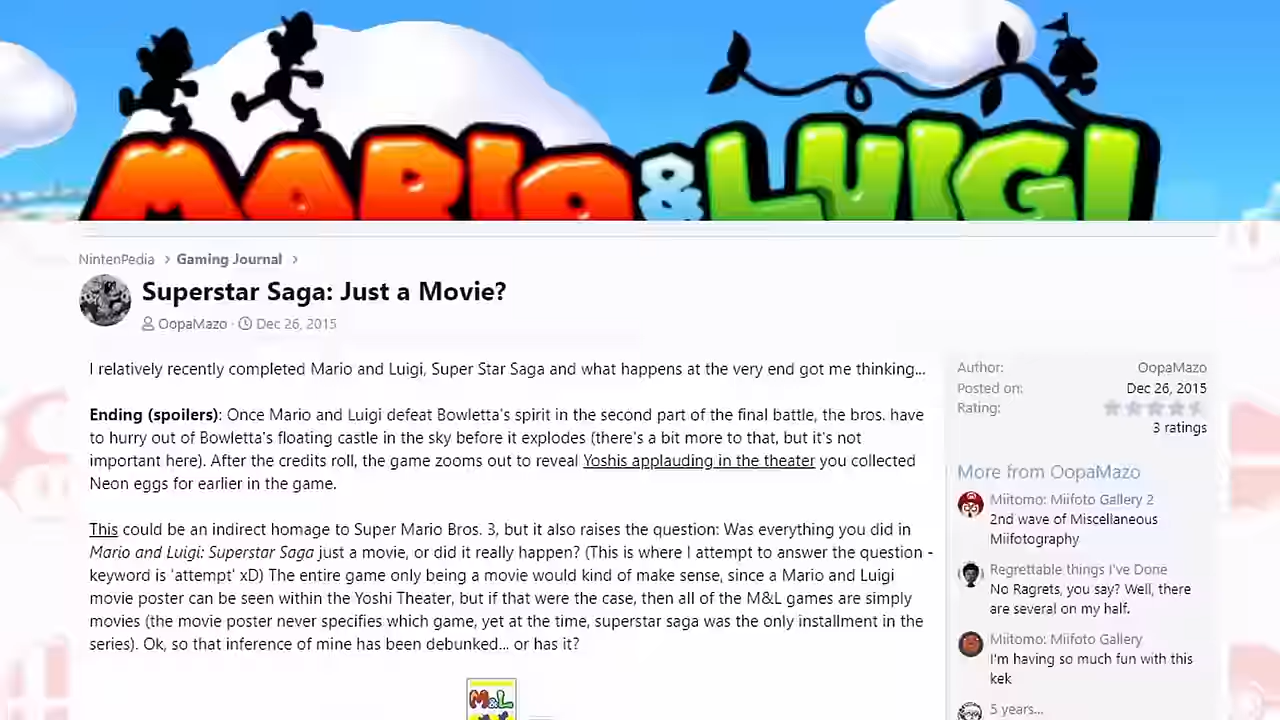 MARIO & LUIGI
NintenPedia > Gaming Journal >
Superstar Saga: Just a Movie?
OopaMazo · Dec 26, 2015
I relatively recently completed Mario and Luigi, Super Star Saga and what happens at the very end got me thinking...
Ending (spoilers): Once Mario and Luigi defeat Bowletta's spirit in the second part of the final battle, the bros. have
to hurry out of Bowletta's floating castle in the sky before it explodes (there's a bit more to that, but it's not
important here). After the credits roll, the game zooms out to reveal Yoshis applauding in the theater you collected
Neon eggs for earlier in the game.
This could be an indirect homage to Super Mario Bros. 3, but it also raises the question: Was everything you did in
Mario and Luigi: Superstar Saga just a movie, or did it really happen? (This is where I attempt to answer the question -
keyword is 'attempt' xD) The entire game only being a movie would kind of make sense, since a Mario and Luigi
movie poster can be seen within the Yoshi Theater, but if that were the case, then all of the M&L games are simply
movies (the movie poster never specifies which game, yet at the time, superstar saga was the only installment in the
series). Ok, so that inference of mine has been debunked... or has it?
M&L
Author: OopaMazo
Posted on: Dec 26, 2015
Rating:
3 ratings
More from OopaMazo
Miitomo: Miifoto Gallery 2
2nd wave of Miscellaneous
Miifotography
Regrettable things I've Done
No Ragrets, you say? Well, there
are several on my half.
Miitomo: Miifoto Gallery
I'm having so much fun with this
kek
5 years...